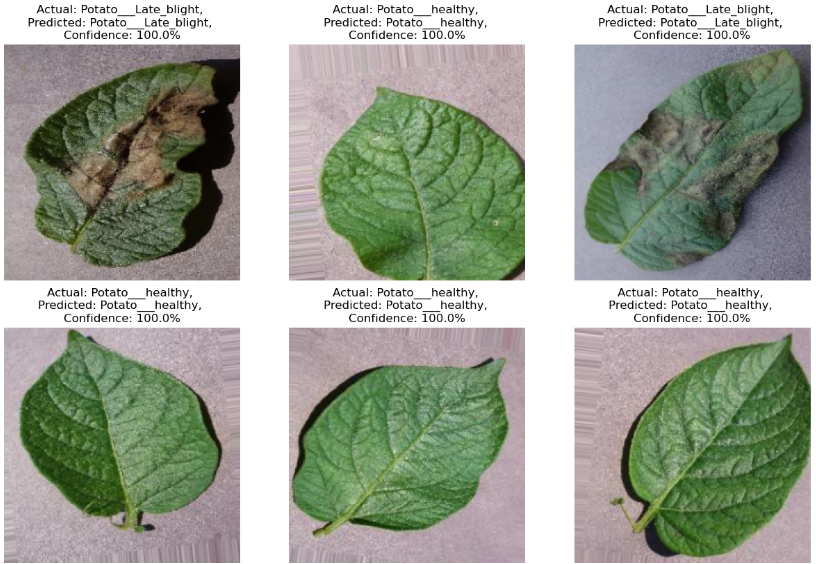 Actual: Potato___Late_blight,
Predicted: Potato___Late_blight,
Confidence: 100.0%
Actual: Potato___healthy,
Predicted: Potato___healthy,
Confidence: 100.0%
Actual: Potato___Late_blight,
Predicted: Potato___Late_blight,
Confidence: 100.0%
Actual: Potato___healthy,
Predicted: Potato___healthy,
Confidence: 100.0%
Actual: Potato___healthy,
Predicted: Potato___healthy,
Confidence: 100.0%
Actual: Potato___healthy,
Predicted: Potato___healthy,
Confidence: 100.0%